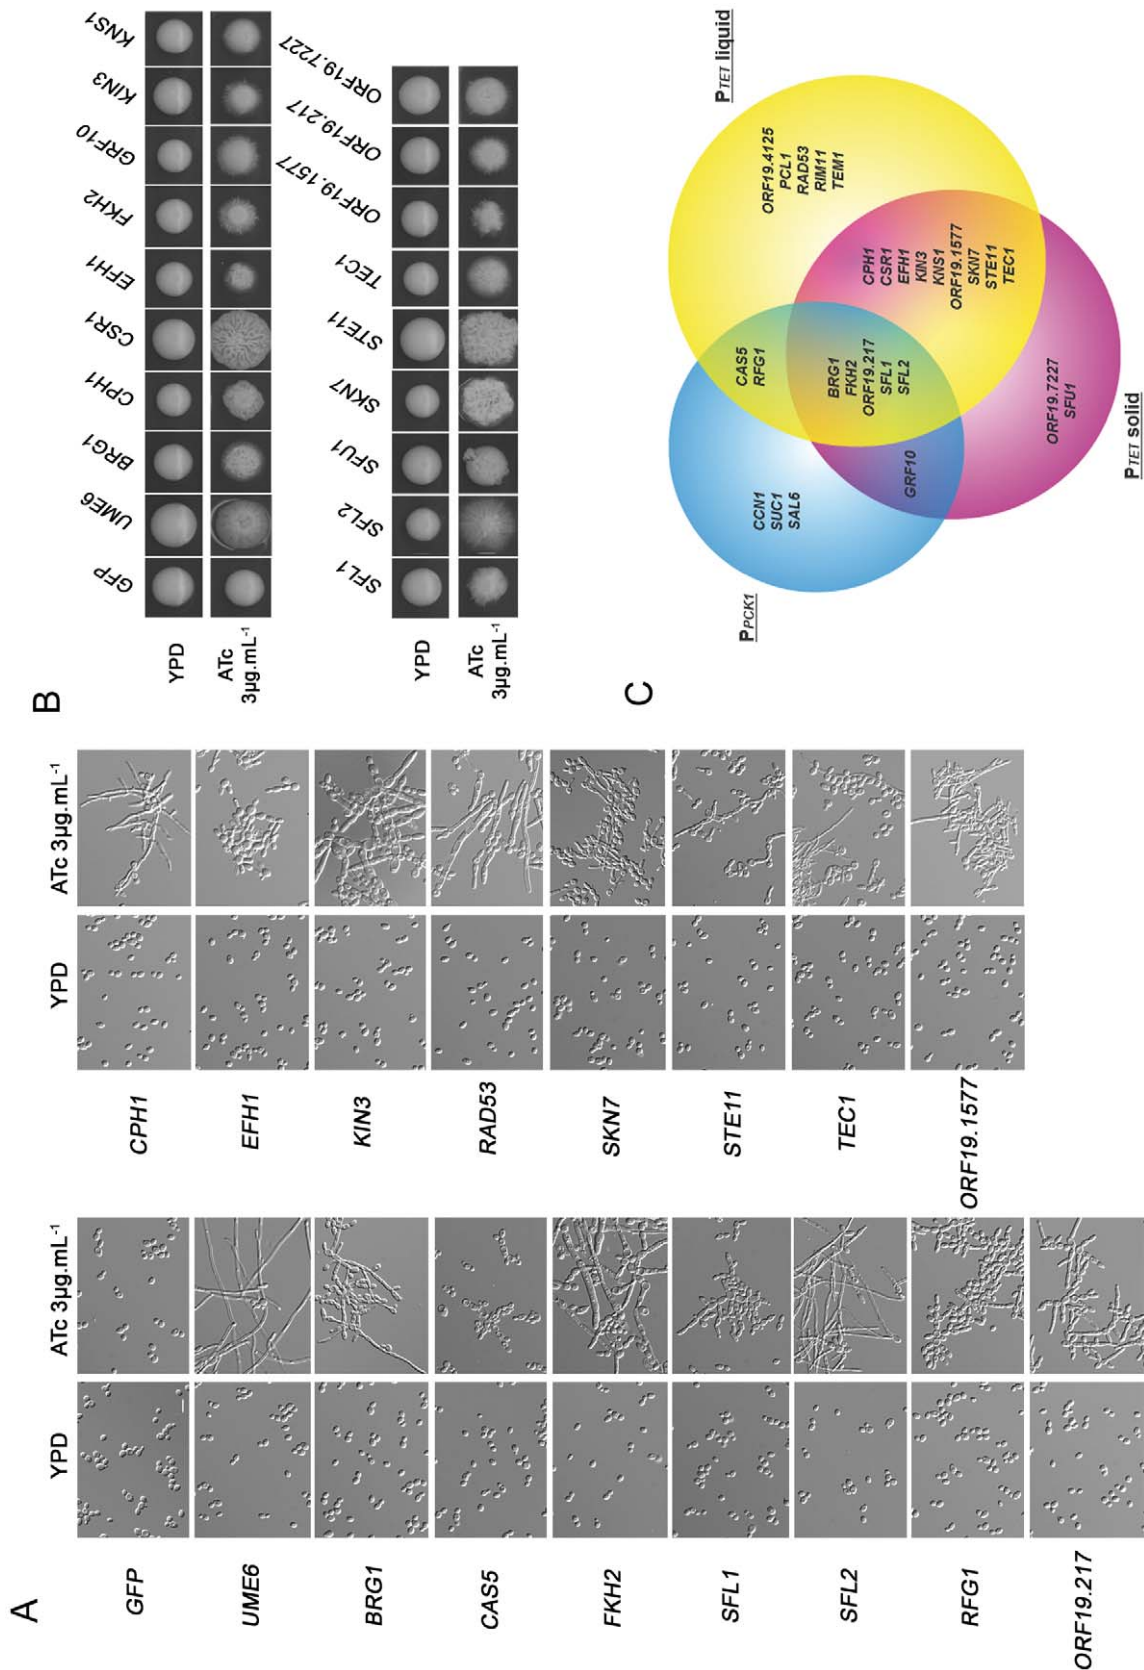 A
YPD
ATc 3µg.mL-1
GFP
UME6
BRG1
CAS5
FKH2
SFL1
SFL2
RFG1
ORF19.217
YPD
ATc 3µg.mL-1
CPH1
EFH1
KIN3
RAD53
SKN7
STE11
TEC1
ORF19.1577
B
GFP
UME6
BRG1
CPH1
CSR1
EFH1
FKH2
GRF10
KIN3
KNS1
YPD
ATc
3µg.mL-1
SFL1
SFL2
SFU1
SKN7
STE11
TEC1
ORF19.1577
ORF19.217
ORF19.7227
YPD
ATc
3µg.mL-1
C
PPCK1
PTET liquid
PTET solid
CCN1
SUC1
SAL6
CAS5
RFG1
ORF19.4125
PCL1
RAD53
RIM11
TEM1
BRG1
FKH2
ORF19.217
SFL1
SFL2
GRF10
CPH1
CSR1
EFH1
KIN3
KNS1
ORF19.1577
SKN7
STE11
TEC1
ORF19.7227
SFU1